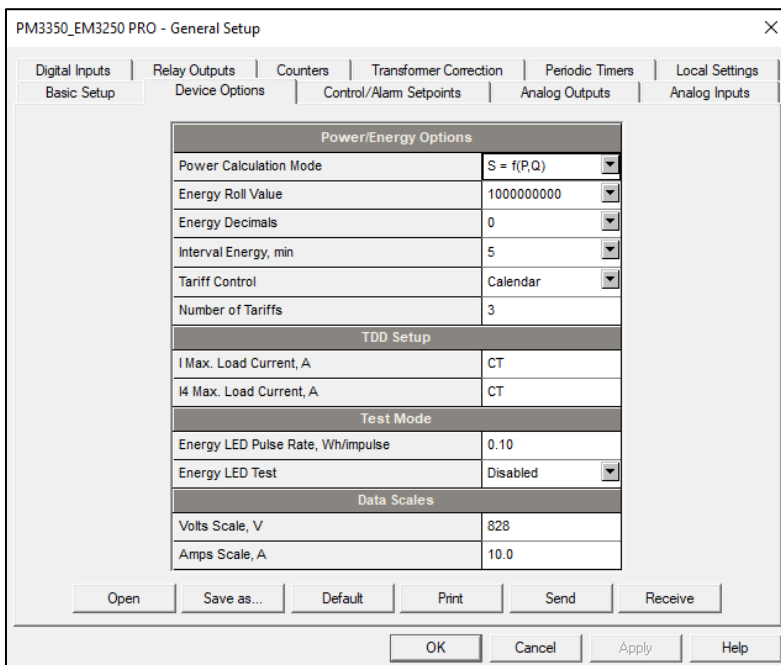 PM3350_EM3250 PRO - General Setup
Digital Inputs Relay Outputs Counters Transformer Correction Periodic Timers Local Settings
Basic Setup Device Options Control/Alarm Setpoints Analog Outputs Analog Inputs
Power/Energy Options
Power Calculation Mode S = f(P,Q)
Energy Roll Value 1000000000
Energy Decimals 0
Interval Energy, min 5
Tariff Control Calendar
Number of Tariffs 3
TDD Setup
I Max. Load Current, A CT
I4 Max. Load Current, A CT
Test Mode
Energy LED Pulse Rate, Wh/impulse 0.10
Energy LED Test Disabled
Data Scales
Volts Scale, V 828
Amps Scale, A 10.0
Open Save as... Default Print Send Receive
OK Cancel Apply Help